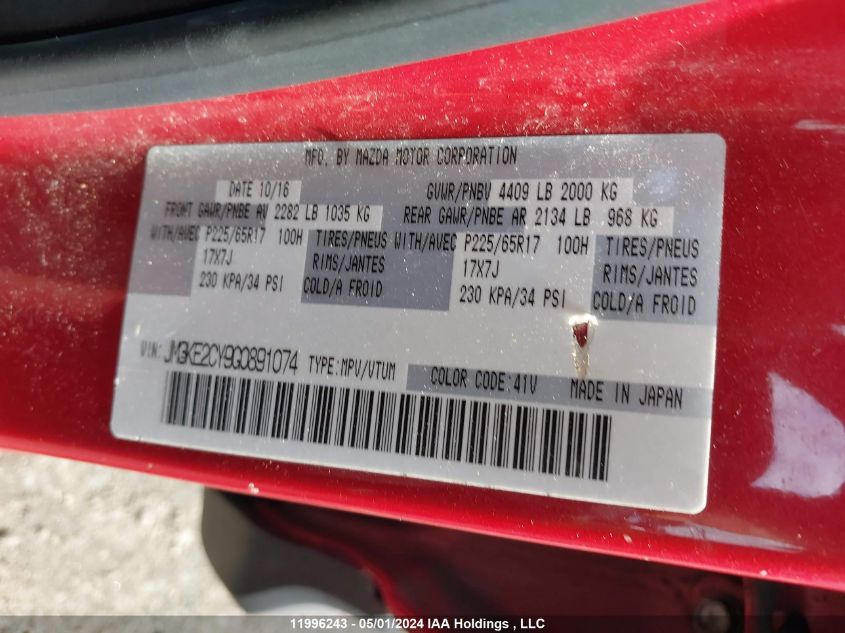 MFD. BY MAZDA MOTOR CORPORATION
DATE 10/16 GVWR/PNBV 4409 LB 2000 KG
FRONT GAWR/PNBE AV 2282 LB 1035 KG REAR GAWR/PNBE AR 2134 LB 968 KG
WITH/AVEC P225/65R17 100H TIRES/PNEUS WITH/AVEC P225/65R17 100H TIRES/PNEUS
17X7J RIMS/JANTES 17X7J RIMS/JANTES
230 KPA/34 PSI COLD/A FROID 230 KPA/34 PSI COLD/A FROID
VIN: JM3KE2CY9G0891074 TYPE:MPV/VTUM COLOR CODE:41V MADE IN JAPAN
11996243 - 05/01/2024 IAA Holdings , LLC